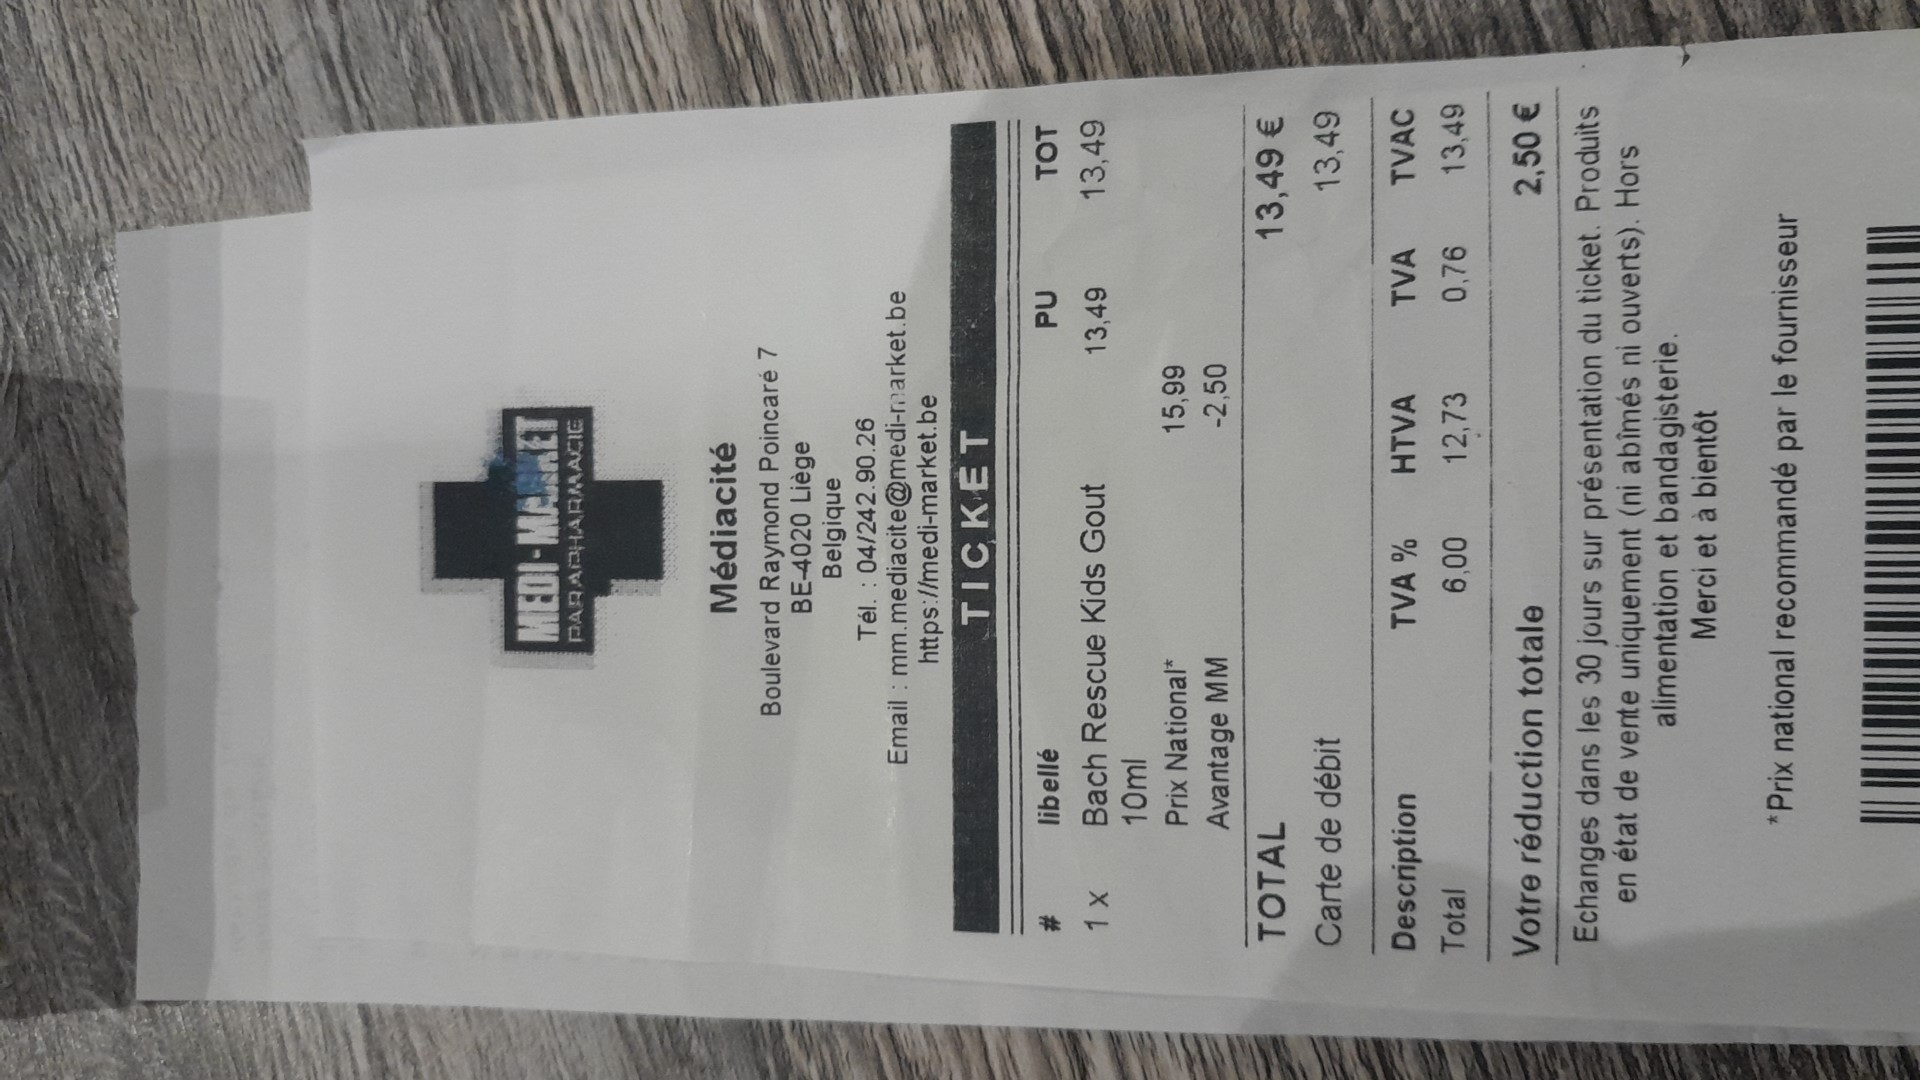 MEDI-MARKET
PARAPHARMACIE
Médiacité
Boulevard Raymond Poincaré 7
BE-4020 Liège
Belgique
Tél. : 04/242.90.26
Email : mm.mediacite@medi-market.be
https://medi-market.be
TICKET
# libellé PU TOT
1 x Bach Rescue Kids Gout 13,49 13,49
10ml
Prix National* 15,99
Avantage MM -2,50
TOTAL 13,49 €
Carte de débit 13,49
Description TVA % HTVA TVA TVAC
Total 6,00 12,73 0,76 13,49
Votre réduction totale 2,50 €
Echanges dans les 30 jours sur présentation du ticket. Produits
en état de vente uniquement (ni abîmés ni ouverts). Hors
alimentation et bandagisterie.
Merci et à bientôt
*Prix national recommandé par le fournisseur